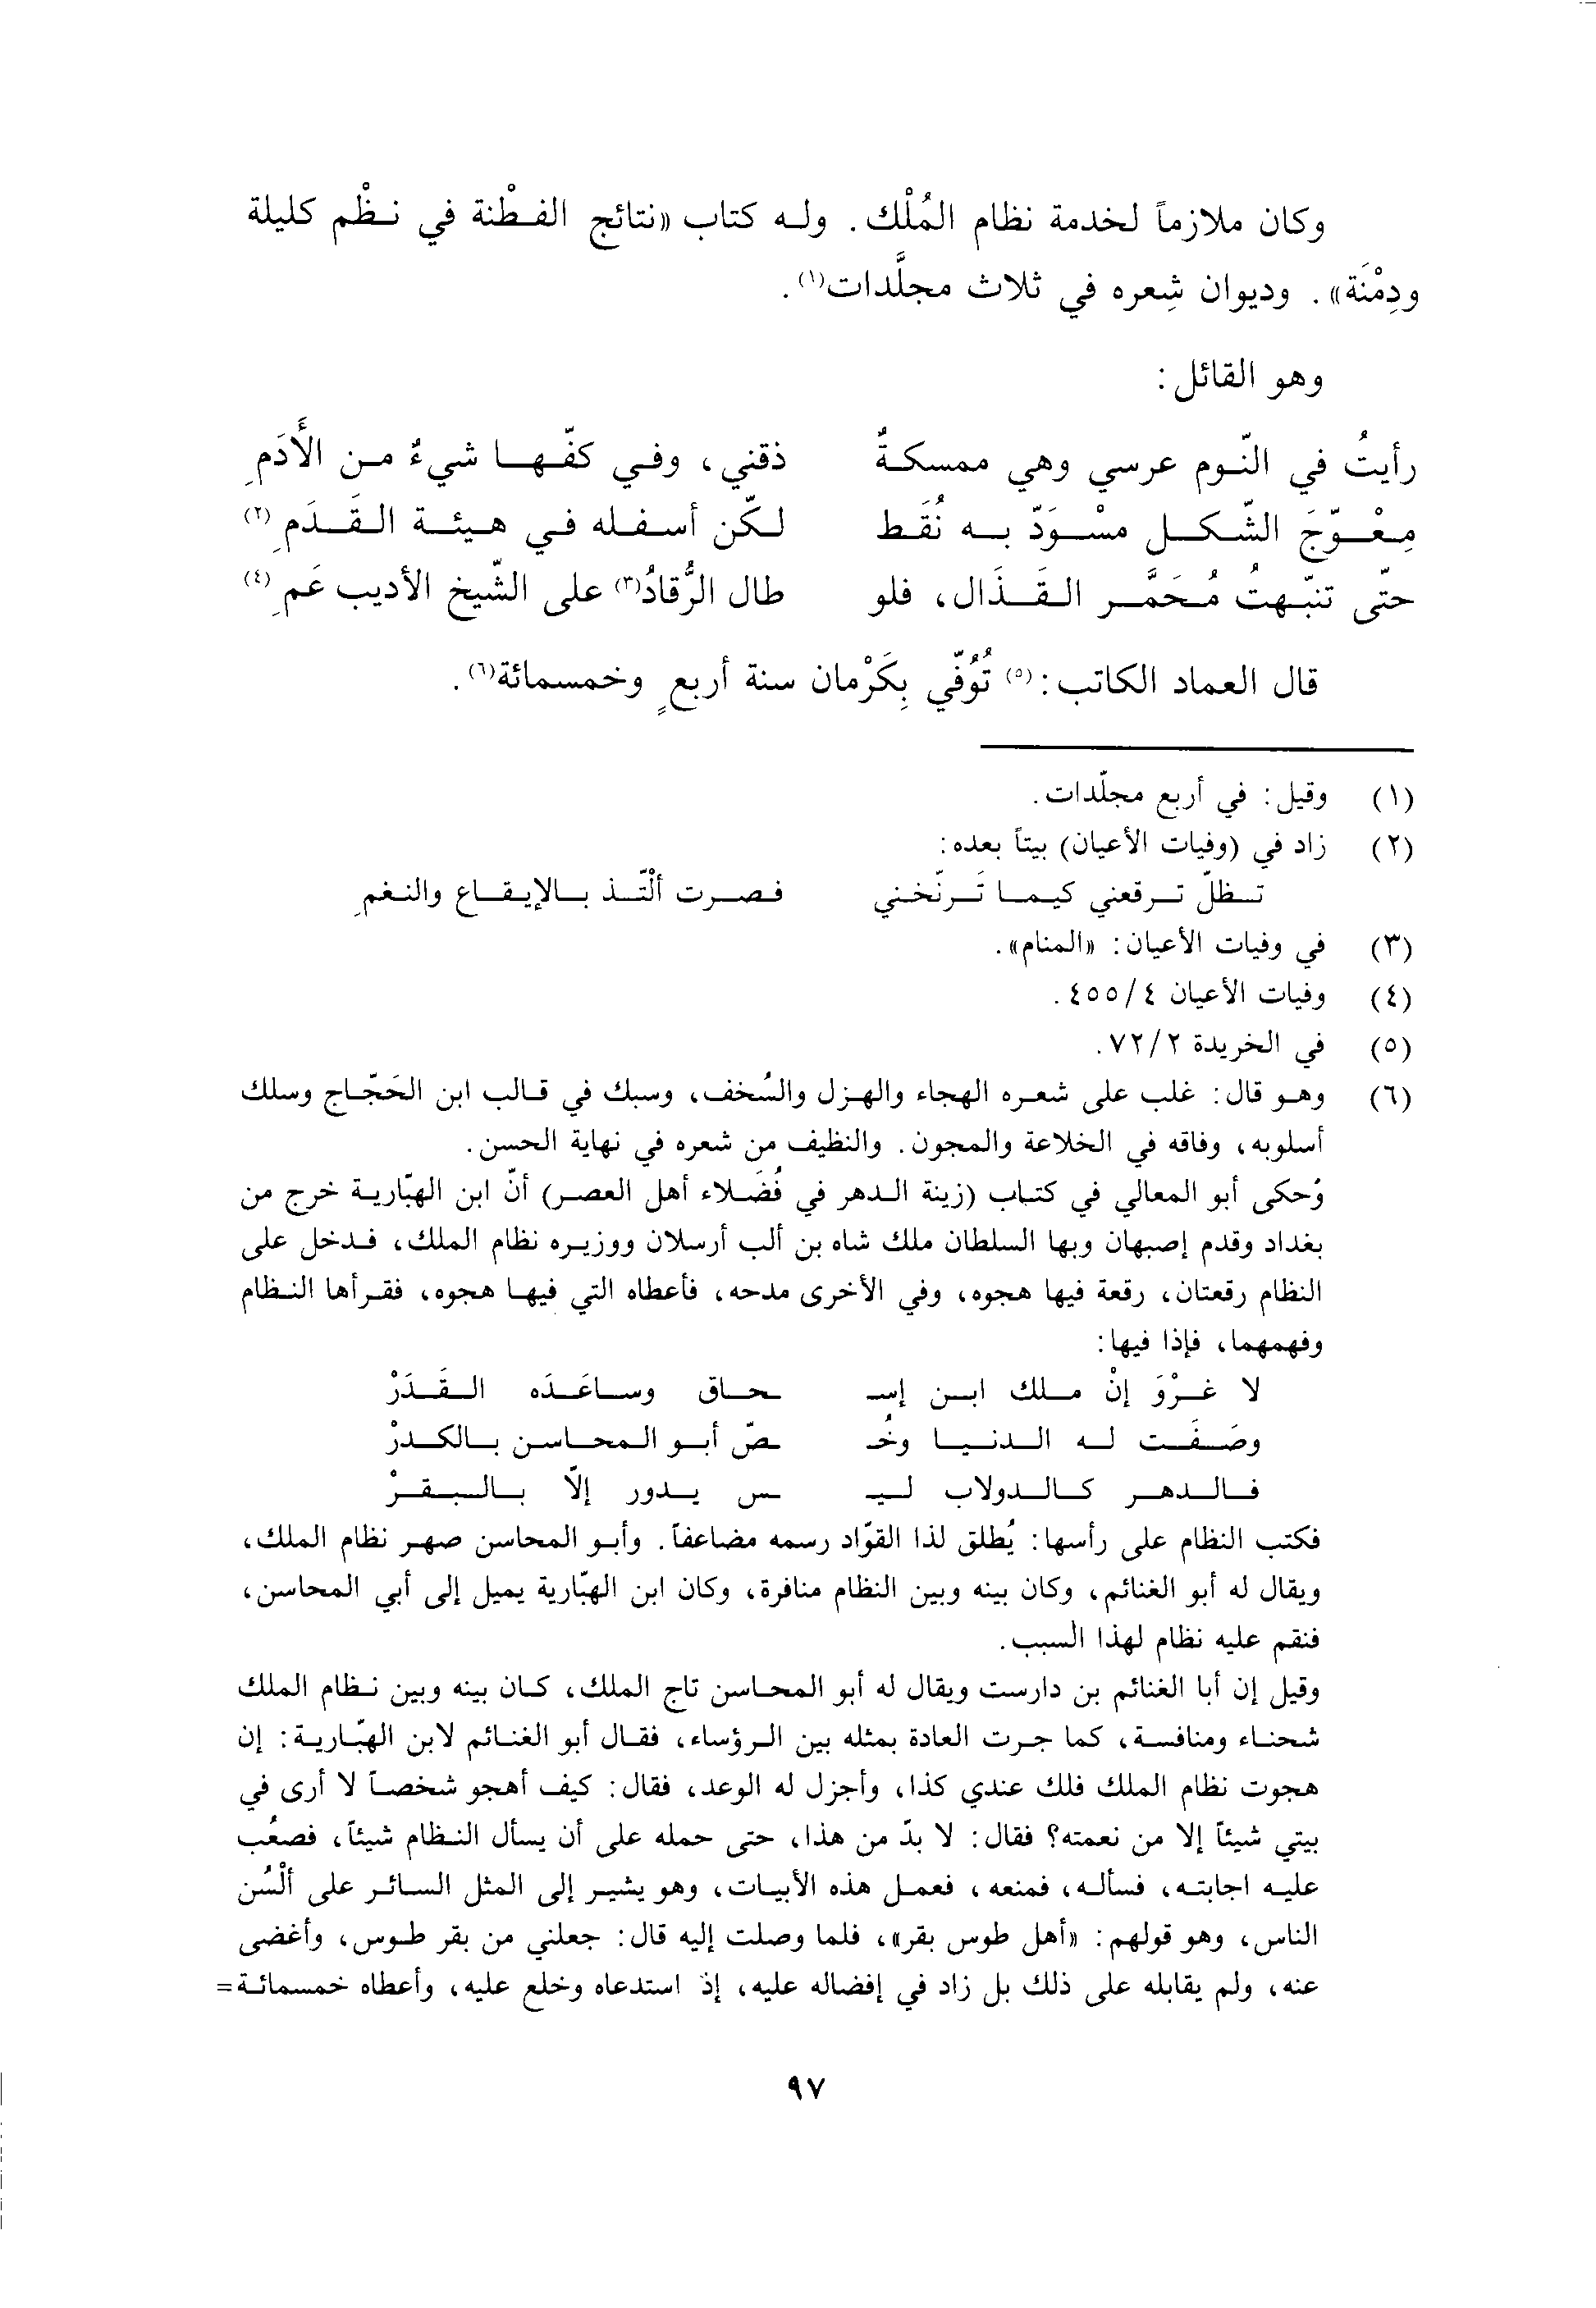 وكان ملازماً لخدمة نظام المُلْك. وله كتاب «نتائج الفطْنة في نظْم كليلة
ودِمْنَة». وديوان شِعره في ثلاث مجلَّدات(١).
وهو القائل:
رأيتُ في النّوم عرسي وهي ممسكةٌ ذقني، وفي كفّها شيءٌ من الأَدَمِ
مِعْوّجَ الشّكل مسْوَدّ به نُقَط لكّن أسفله في هيئة القَدَمِ(٢)
حتّى تنبّهتُ مُحَمَّر القَذَال، فلو طال الرُّقادُ(٣) على الشّيخ الأديب عَمِ(٤)
قال العماد الكاتب:(٥) تُوُفّي بِكَرْمان سنة أربعٍ وخمسمائة(٦).
(١) وقيل: في أربع مجلّدات.
(٢) زاد في (وفيات الأعيان) بيتاً بعده:
تظلّ ترقعني كيما تَرنّخني فصرت ألْتّذ بالإيقاع والنغمِ
(٣) في وفيات الأعيان: «المنام».
(٤) وفيات الأعيان ٤/٤٥٥.
(٥) في الخريدة ٧٢/٢.
(٦) وهو قال: غلب على شعره الهجاء والهزل والسُخف، وسبك في قالب ابن الحَجّاج وسلك
أسلوبه، وفاقه في الخلاعة والمجون. والنظيف من شعره في نهاية الحسن.
وُحكى أبو المعالي في كتاب (زينة الدهر في فُضَلاء أهل العصر) أنّ ابن الهبّارية خرج من
بغداد وقدم إصبهان وبها السلطان ملك شاه بن ألب أرسلان ووزيره نظام الملك، فدخل على
النظام رقعتان، رقعة فيها هجوه، وفي الأخرى مدحه، فأعطاه التي فيها هجوه، فقرأها النظام
وفهمهما، فإذا فيها:
لا غرْوَ إنْ ملك ابن إسـ ـحاق وساعَدَه القَدَرْ
وصَفَت له الدنيا وخُـ ـصّ أبو المحاسن بالكدرْ
فالدهر كالدولاب ليـ ـس يدور إلّا بالبقرْ
فكتب النظام على رأسها: يُطلق لذا القوّاد رسمه مضاعفاً. وأبو المحاسن صهر نظام الملك،
ويقال له أبو الغنائم، وكان بينه وبين النظام منافرة، وكان ابن الهبّارية يميل إلى أبي المحاسن،
فنقم عليه نظام لهذا السبب.
وقيل إن أبا الغنائم بن دارست ويقال له أبو المحاسن تاج الملك، كان بينه وبين نظام الملك
شحناء ومنافسة، كما جرت العادة بمثله بين الرؤساء، فقال أبو الغنائم لابن الهبّارية: إن
هجوت نظام الملك فلك عندي كذا، وأجزل له الوعد، فقال: كيف أهجو شخصاً لا أرى في
بيتي شيئاً إلا من نعمته؟ فقال: لا بدّ من هذا، حتى حمله على أن يسأل النظام شيئاً، فصعُب
عليه اجابته، فسأله، فمنعه، فعمل هذه الأبيات، وهو يشير إلى المثل السائر على ألْسُن
الناس، وهو قولهم: «أهل طوس بقر»، فلما وصلت إليه قال: جعلني من بقر طوس، وأغضى
عنه، ولم يقابله على ذلك بل زاد في إفضاله عليه، إذ استدعاه وخلع عليه، وأعطاه خمسمائة=
٩٧